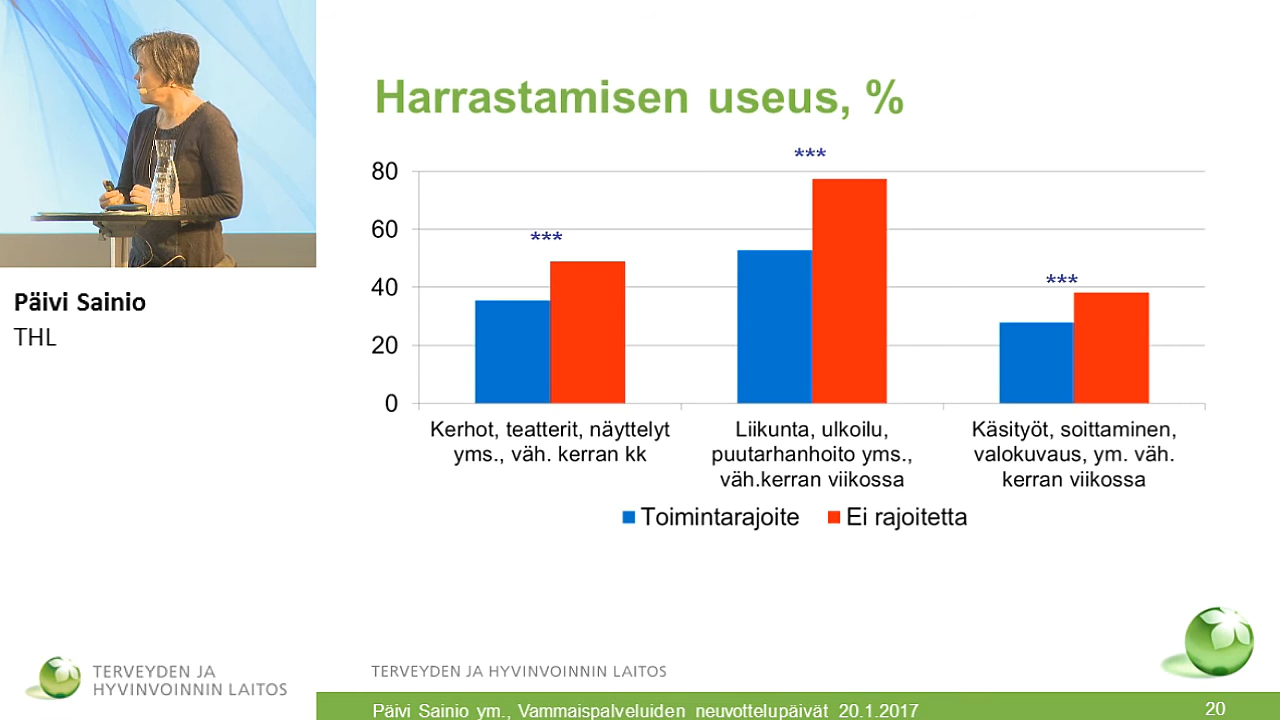 Harrastamisen useus, %
***
***
***
80
60
40
20
0
Kerhot, teatterit, näyttelyt
yms., väh. kerran kk
Liikunta, ulkoilu,
puutarhanhoito yms.,
väh.kerran viikossa
Käsityöt, soittaminen,
valokuvaus, ym. väh.
kerran viikossa
Toimintarajoite
Ei rajoitetta
Päivi Sainio
THL
TERVEYDEN JA
HYVINVOINNIN LAITOS
TERVEYDEN JA HYVINVOINNIN LAITOS
Päivi Sainio ym., Vammaispalveluiden neuvottelupäivät 20.1.2017
20